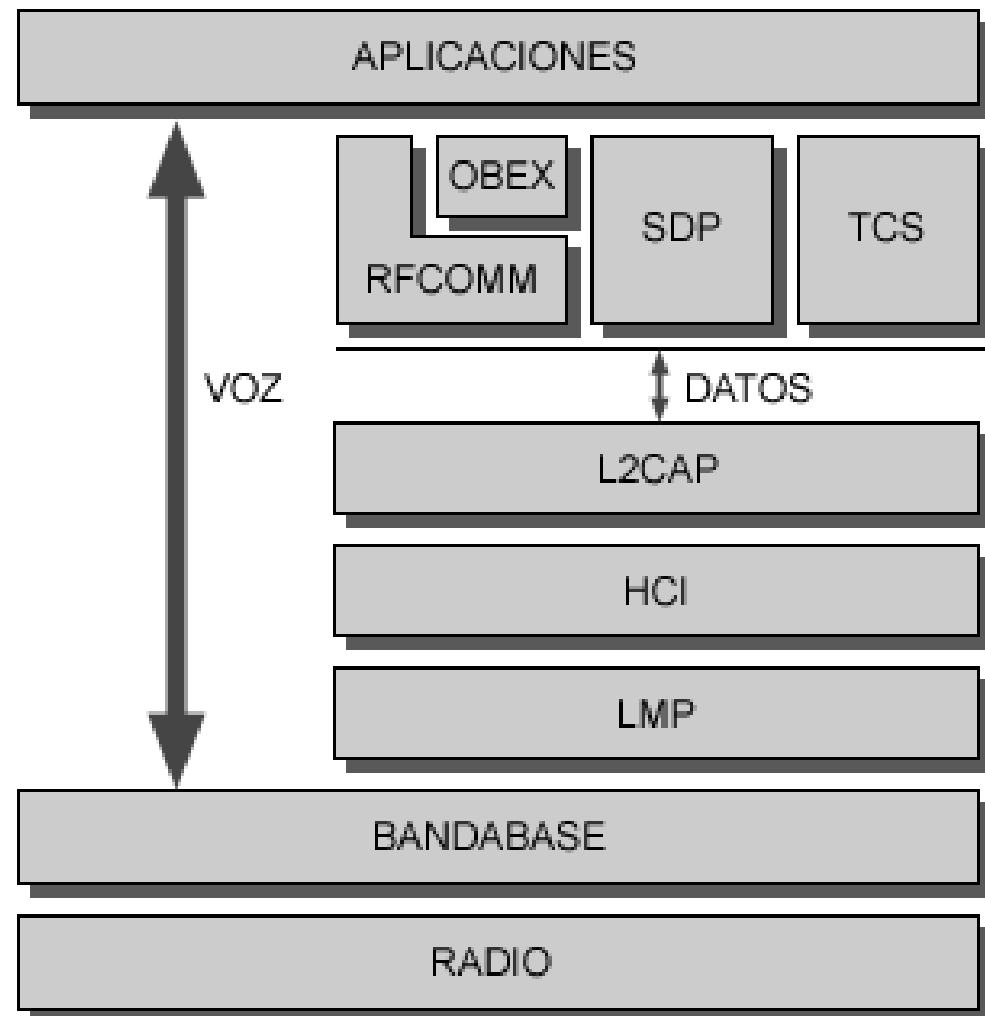 APLICACIONES
OBEX
SDP
TCS
RFCOMM
VOZ
DATOS
L2CAP
HCI
LMP
BANDABASE
RADIO